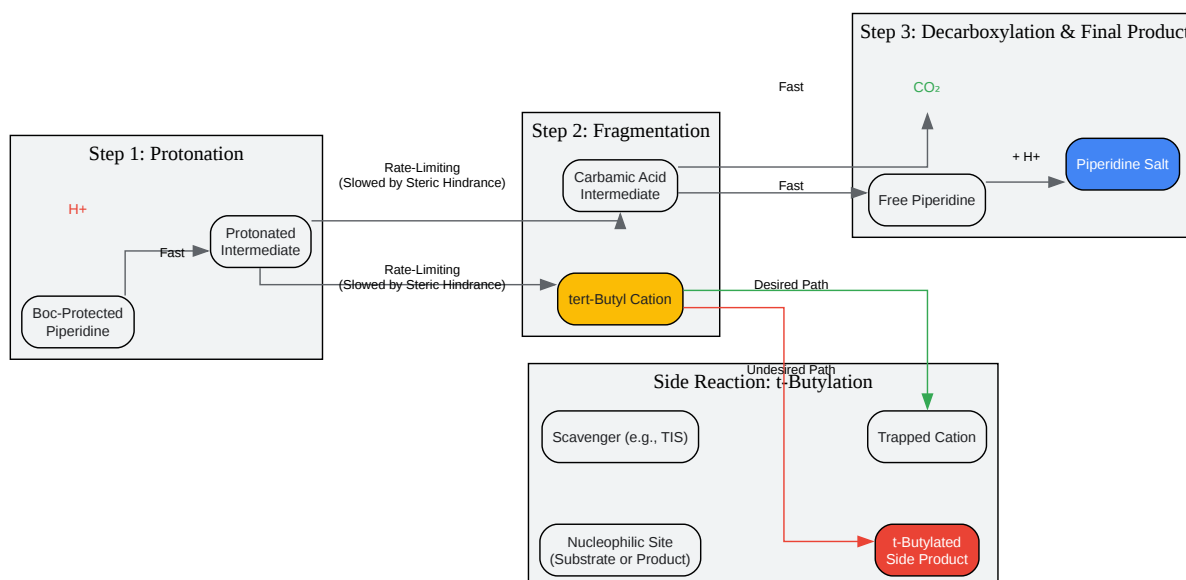 Step 1: Protonation
H+
Protonated
Intermediate
Fast
Boc-Protected
Piperidine
Rate-Limiting
(Slowed by Steric Hindrance)
Rate-Limiting
(Slowed by Steric Hindrance)
Step 2: Fragmentation
Carbamic Acid
Intermediate
tert-Butyl Cation
Fast
Fast
Step 3: Decarboxylation & Final Product
CO₂
Free Piperidine
+ H+
Piperidine Salt
Desired Path
Undesired Path
Side Reaction: t-Butylation
Scavenger (e.g., TIS)
Trapped Cation
Nucleophilic Site
(Substrate or Product)
t-Butylated
Side Product